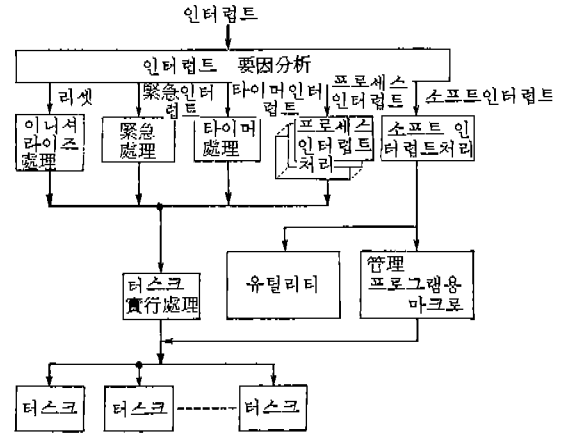 인터럽트
인터럽트 要因分析
리셋
緊急인터
럽트
타이머인터
럽트
프로세스
인터럽트
소프트인터럽트
이니셔
라이즈
處理
緊急
處理
타이머
處理
프로세스
인터럽트
처리
소프트 인
터럽트처리
터스크
實行處理
유틸리티
管理
프로그램용
마크로
터스크
터스크
터스크